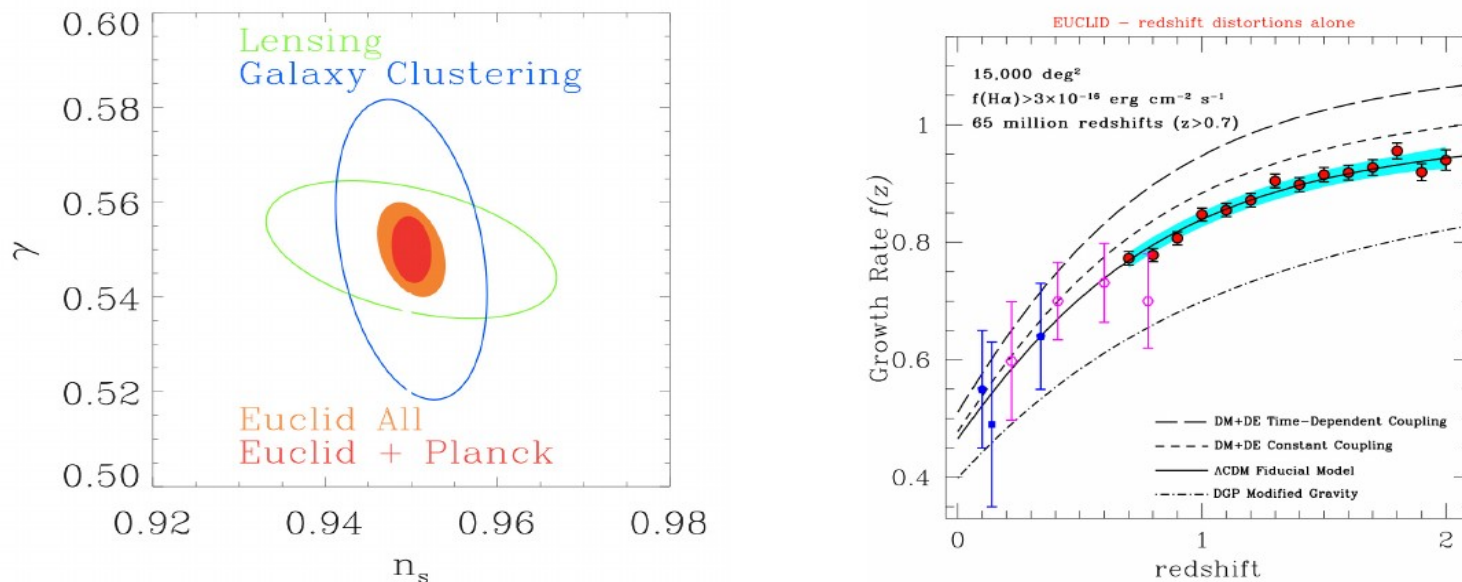 Lensing
Galaxy Clustering
Euclid All
Euclid + Planck
γ
0.60
0.58
0.56
0.54
0.52
0.50
0.92
0.94
0.96
0.98
n_s
EUCLID – redshift distortions alone
15,000 deg²
f(Hα)>3×10⁻¹⁶ erg cm⁻² s⁻¹
65 million redshifts (z>0.7)
Growth Rate f(z)
1
0.8
0.6
0.4
DM+DE Time-Dependent Coupling
DM+DE Constant Coupling
ΛCDM Fiducial Model
DGP Modified Gravity
0
1
2
redshift